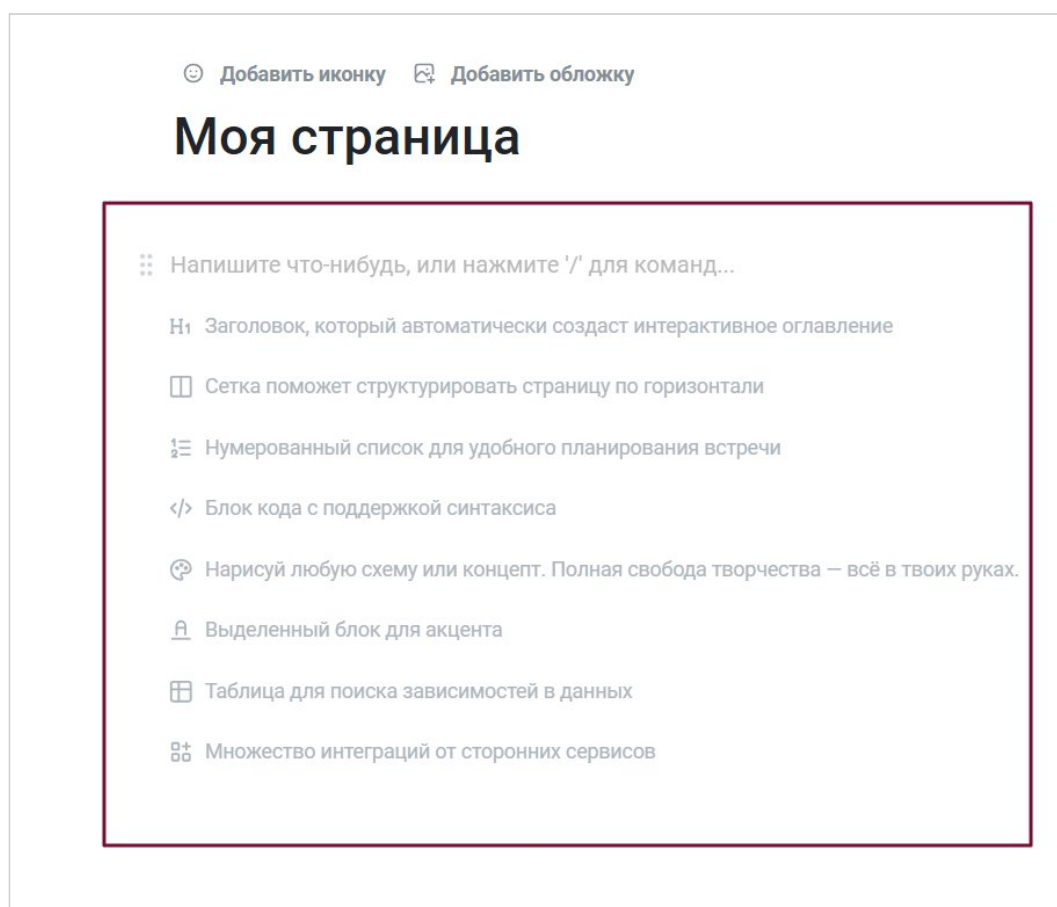 Добавить иконку Добавить обложку
Моя страница
Напишите что-нибудь, или нажмите '/' для команд...
H1 Заголовок, который автоматически создаст интерактивное оглавление
Сетка поможет структурировать страницу по горизонтали
Нумерованный список для удобного планирования встречи
</> Блок кода с поддержкой синтаксиса
Нарисуй любую схему или концепт. Полная свобода творчества — всё в твоих руках.
Выделенный блок для акцента
Таблица для поиска зависимостей в данных
Множество интеграций от сторонних сервисов